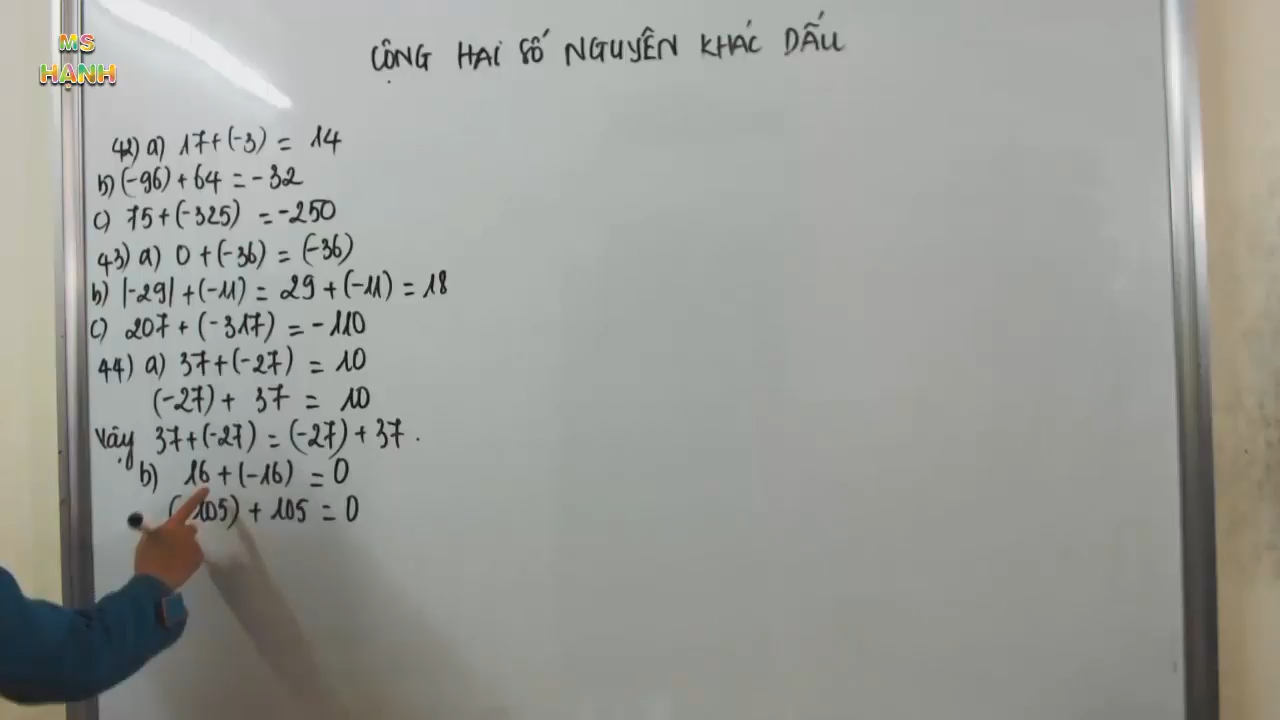 MS
HẠNH
CỘNG HAI SỐ NGUYÊN KHÁC DẤU
42) a) 17+(-3) = 14
b) (-96) + 64 = -32
c) 75+(-325) = -250
43) a) 0 + (-36) = (-36)
b) |-29| + (-11) = 29 + (-11) = 18
c) 207 + (-317) = -110
44) a) 37+(-27) = 10
(-27) + 37 = 10
Vậy 37+(-27) = (-27) + 37.
b) 16 + (-16) = 0
( 105) + 105 = 0